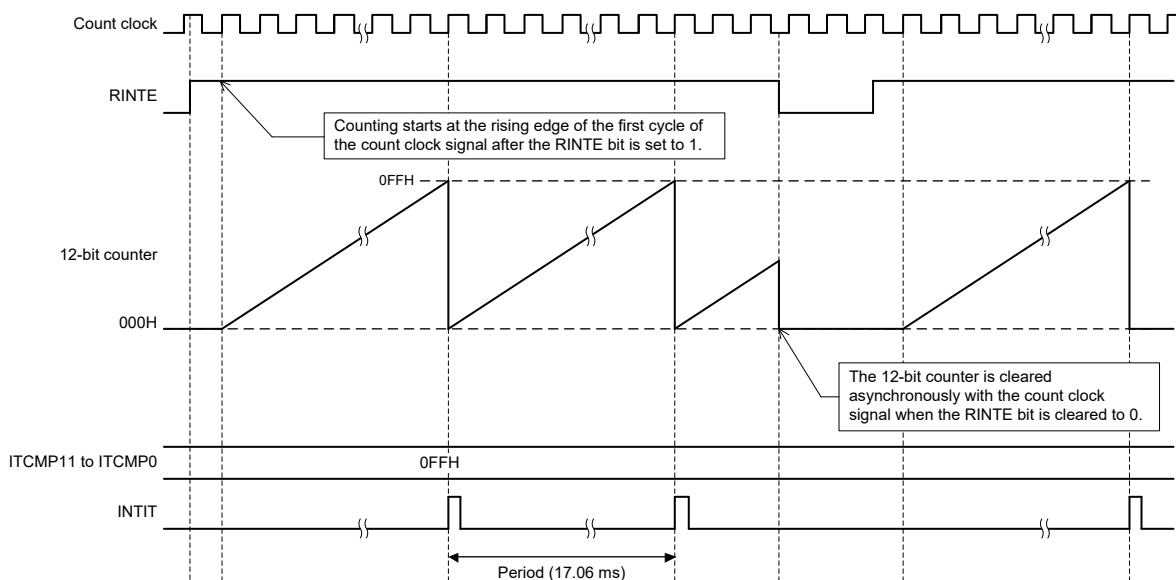 Count clock
RINTE
Counting starts at the rising edge of the first cycle of
the count clock signal after the RINTE bit is set to 1.
0FFH
12-bit counter
000H
The 12-bit counter is cleared
asynchronously with the count clock
signal when the RINTE bit is cleared to 0.
ITCMP11 to ITCMP0
0FFH
INTIT
Period (17.06 ms)